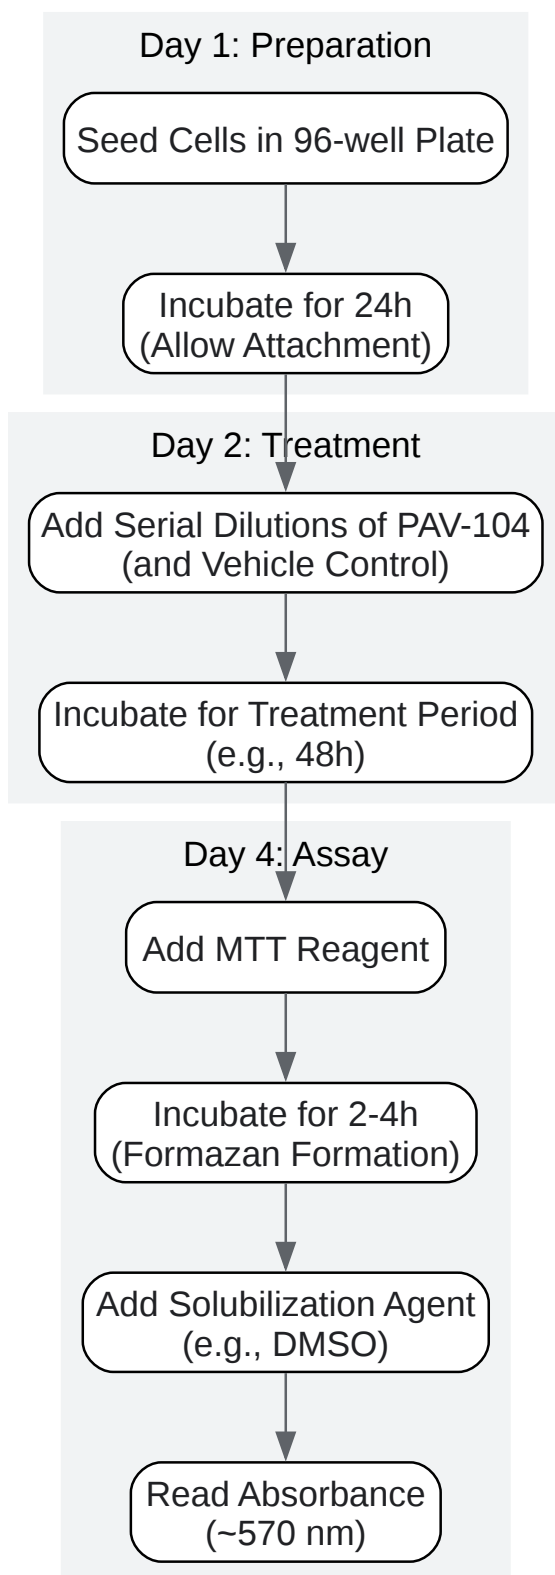 Day 1: Preparation
Seed Cells in 96-well Plate
Incubate for 24h
(Allow Attachment)
Day 2: Treatment
Add Serial Dilutions of PAV-104
(and Vehicle Control)
Incubate for Treatment Period
(e.g., 48h)
Day 4: Assay
Add MTT Reagent
Incubate for 2-4h
(Formazan Formation)
Add Solubilization Agent
(e.g., DMSO)
Read Absorbance
(~570 nm)